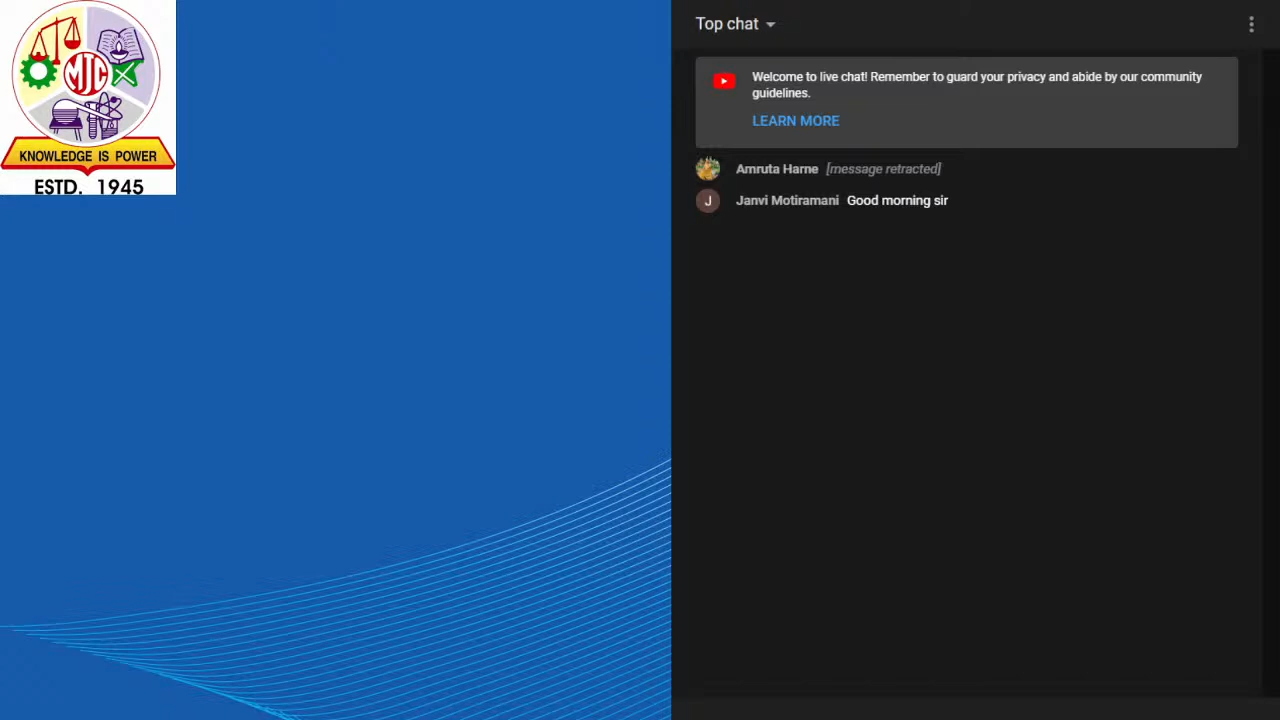 MJC
KNOWLEDGE IS POWER
ESTD. 1945
Top chat
Welcome to live chat! Remember to guard your privacy and abide by our community
guidelines.
LEARN MORE
Amruta Harne [message retracted]
J Janvi Motiramani Good morning sir